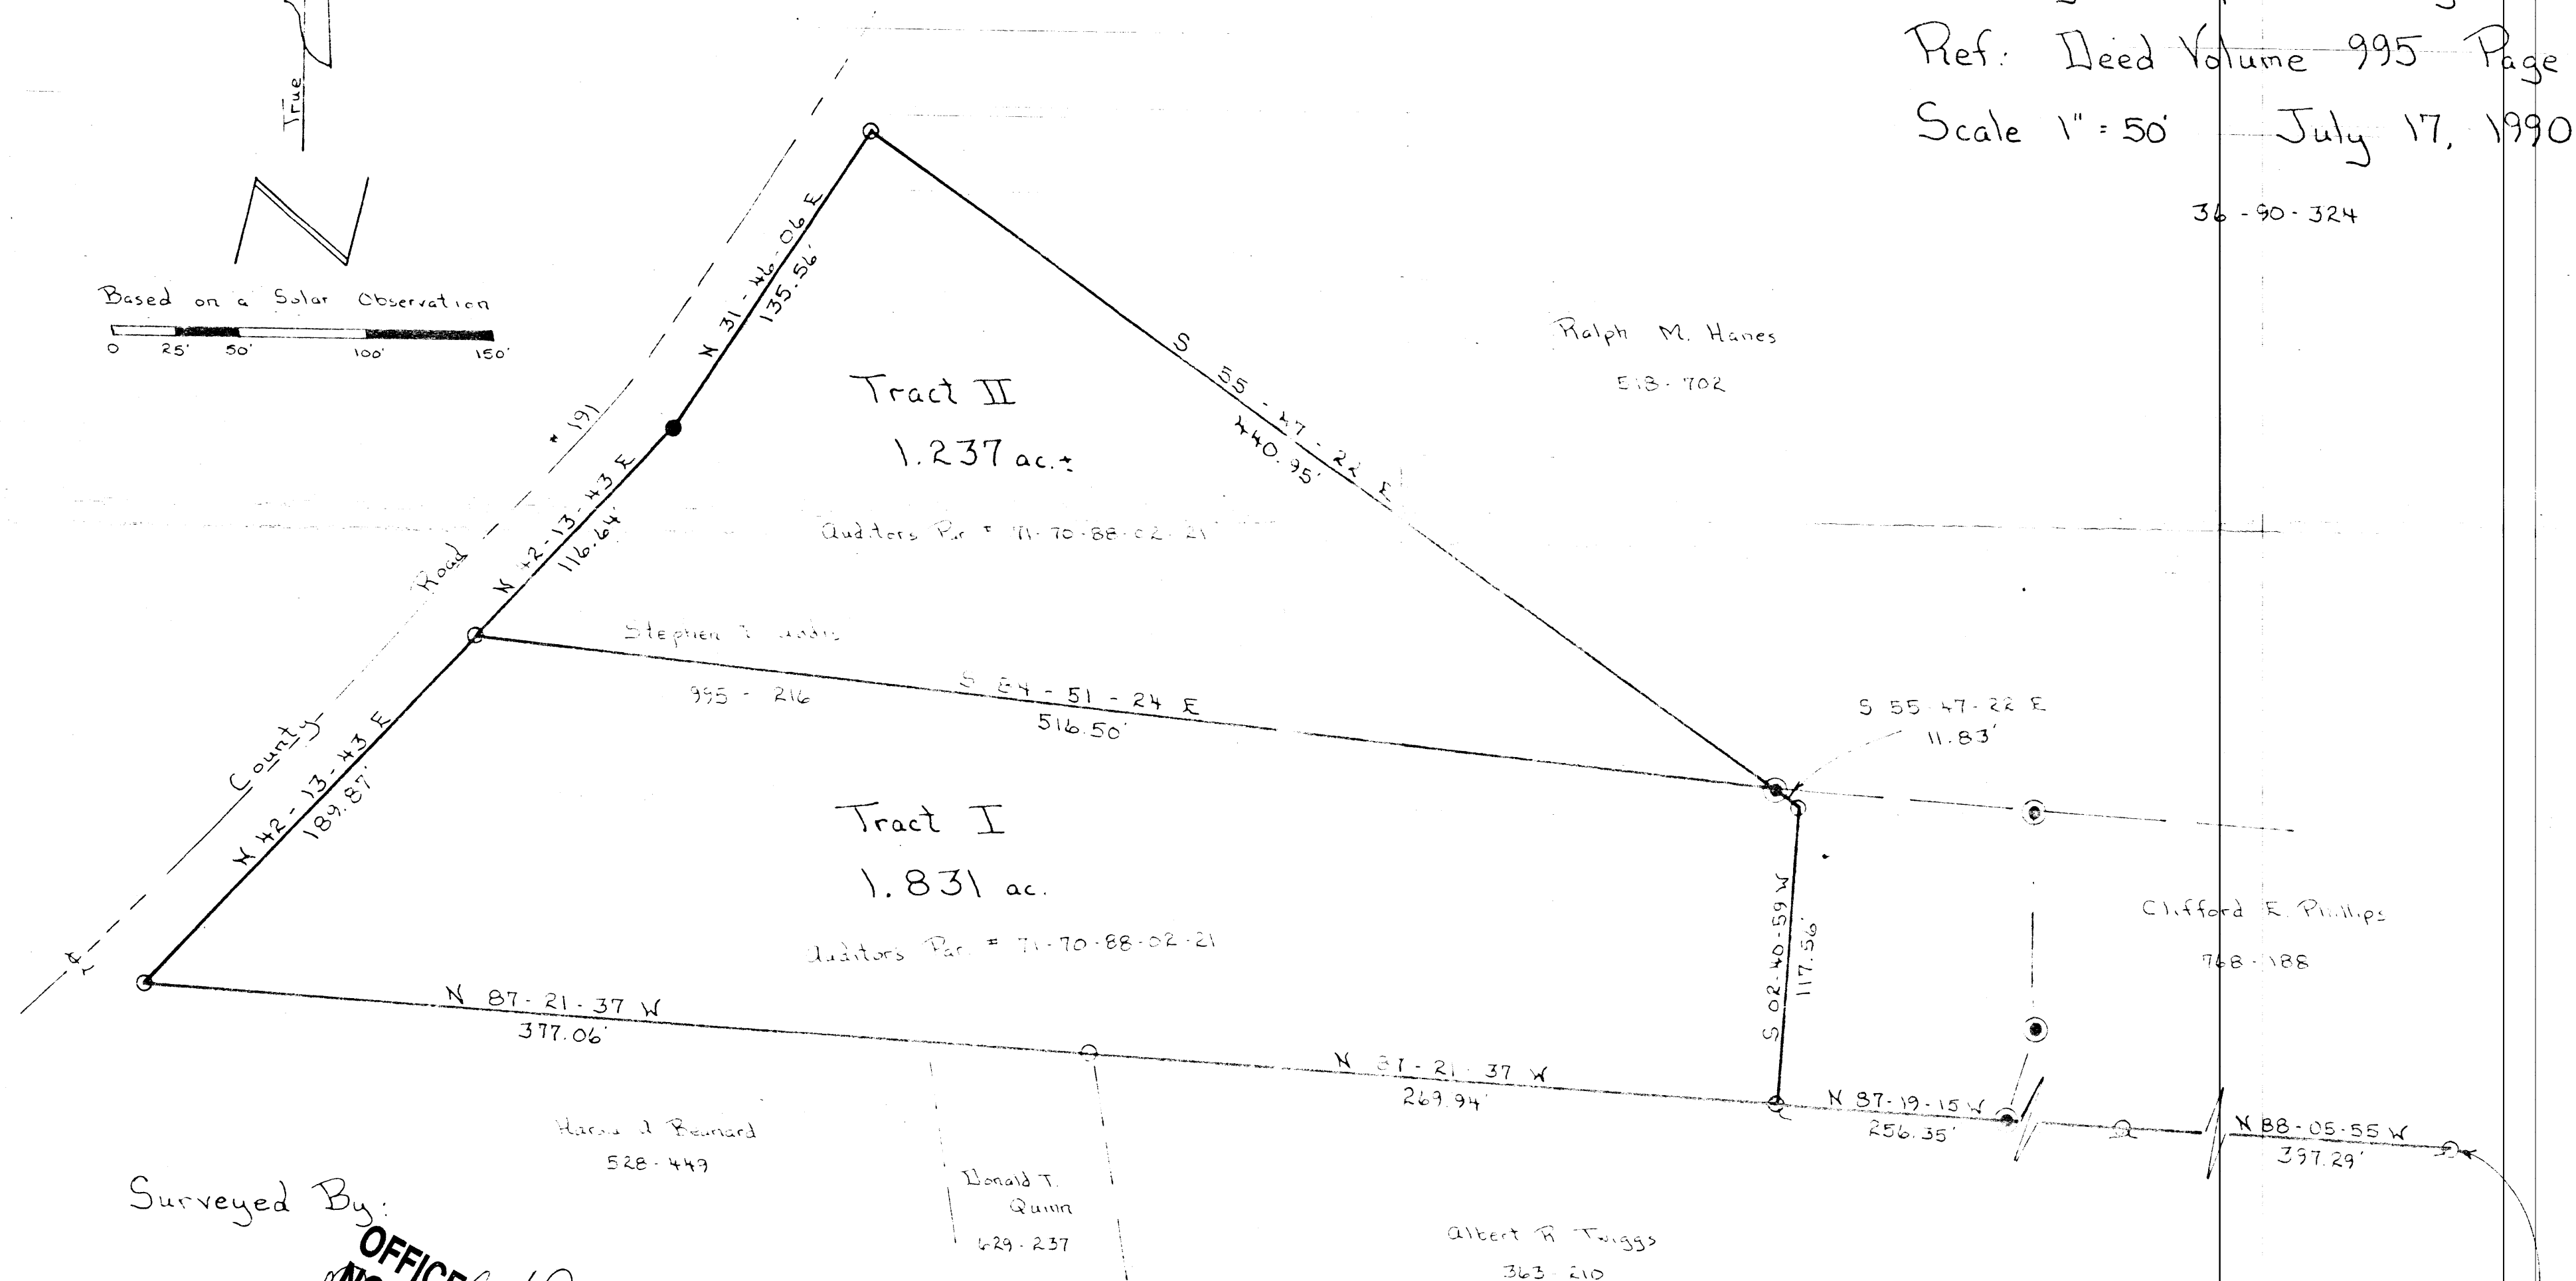 Ref: Deed Volume 995 Page
Scale 1" = 50' July 17, 1990
36-90-324
True
N
Based on a Solar Observation
0 25' 50' 100' 150'
N 31-46-06 E
135.56'
S 55-47-22 E
440.95'
Ralph M. Hanes
518-702
Tract II
1.237 ac.±
Auditors Par # 71-70-88-02-21
# 191
Road
County
℄
N 42-13-43 E
116.64'
Stephen
995 - 216
S 84-51-24 E
516.50'
S 55-47-22 E
11.83'
N 42-13-43 E
189.87'
Tract I
1.831 ac.
Auditors Par. # 71-70-88-02-21
S 02-40-59 W
117.56'
Clifford E. Phillips
768-188
N 87-21-37 W
377.06'
N 87-21-37 W
269.94'
N 87-19-15 W
256.35'
N 88-05-55 W
397.29'
528-449
Donald T.
Quinn
629-237
Albert R Twiggs
363-210
Surveyed By: